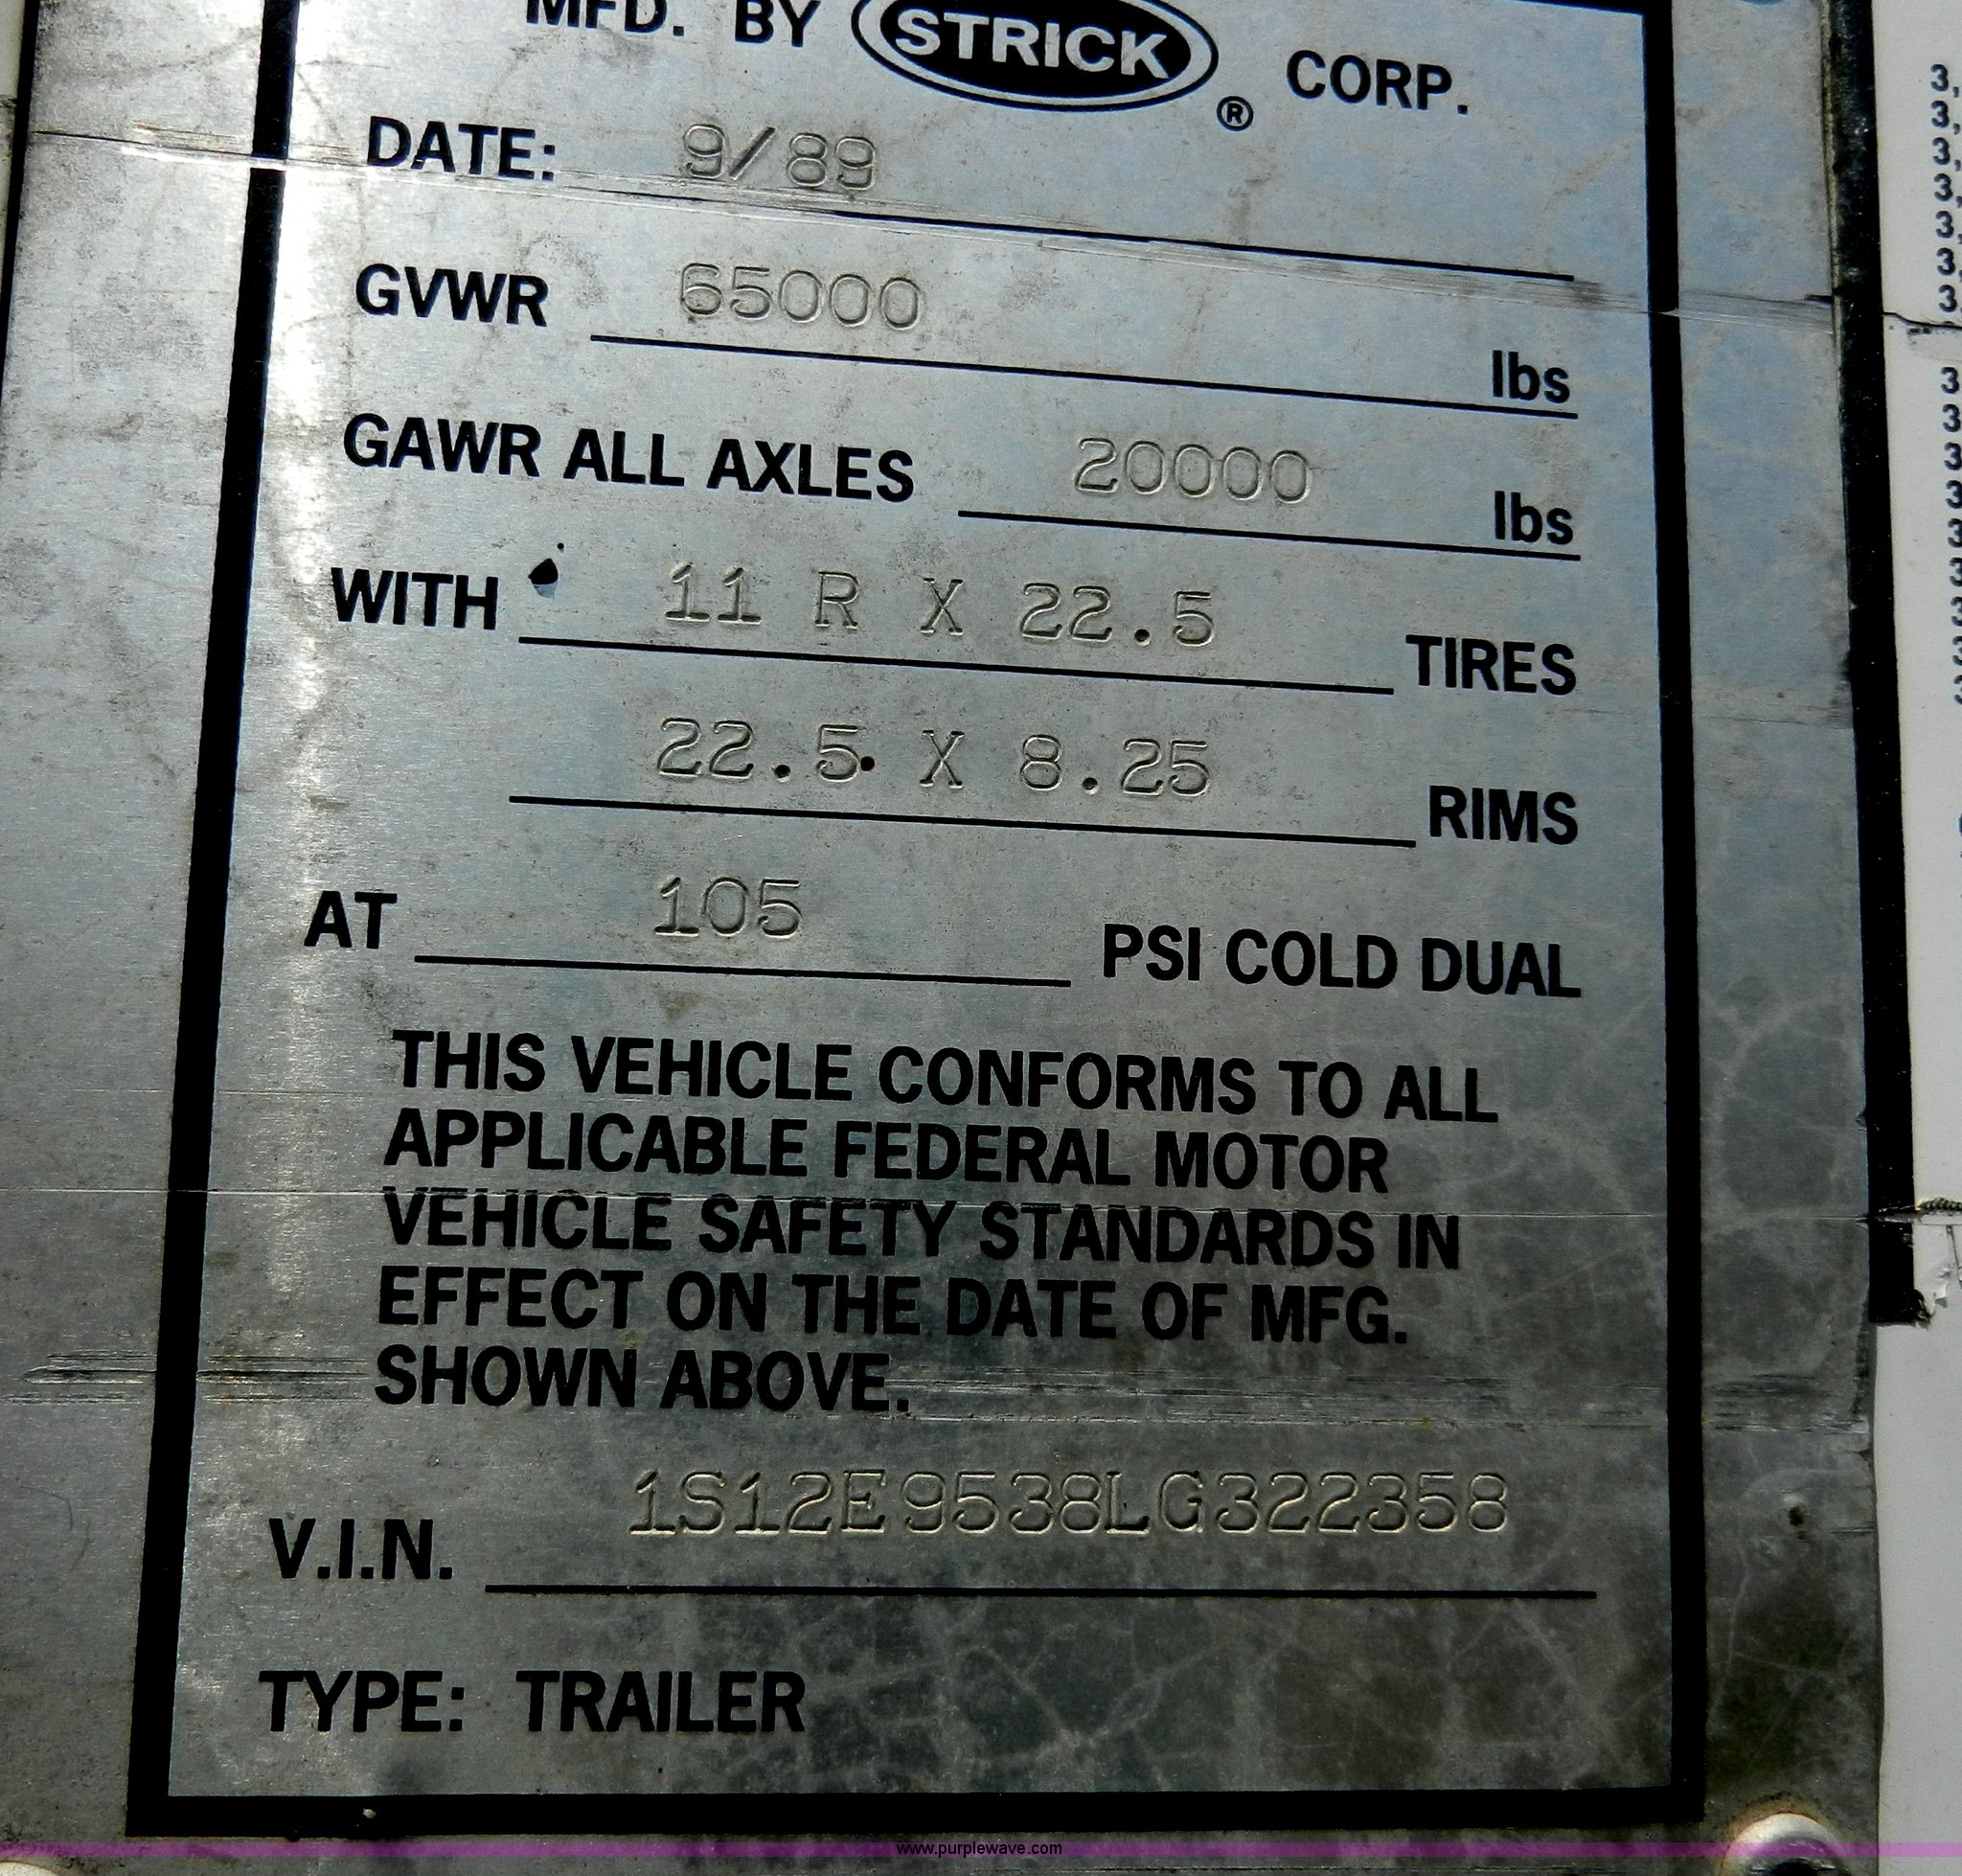 MFD. BY STRICK ® CORP.
DATE: 9/89
GVWR 65000 lbs
GAWR ALL AXLES 20000 lbs
WITH 11 R X 22.5 TIRES
22.5 X 8.25 RIMS
AT 105 PSI COLD DUAL
THIS VEHICLE CONFORMS TO ALL
APPLICABLE FEDERAL MOTOR
VEHICLE SAFETY STANDARDS IN
EFFECT ON THE DATE OF MFG.
SHOWN ABOVE.
V.I.N. 1S12E9538LG322358
TYPE: TRAILER
www.purplewave.com